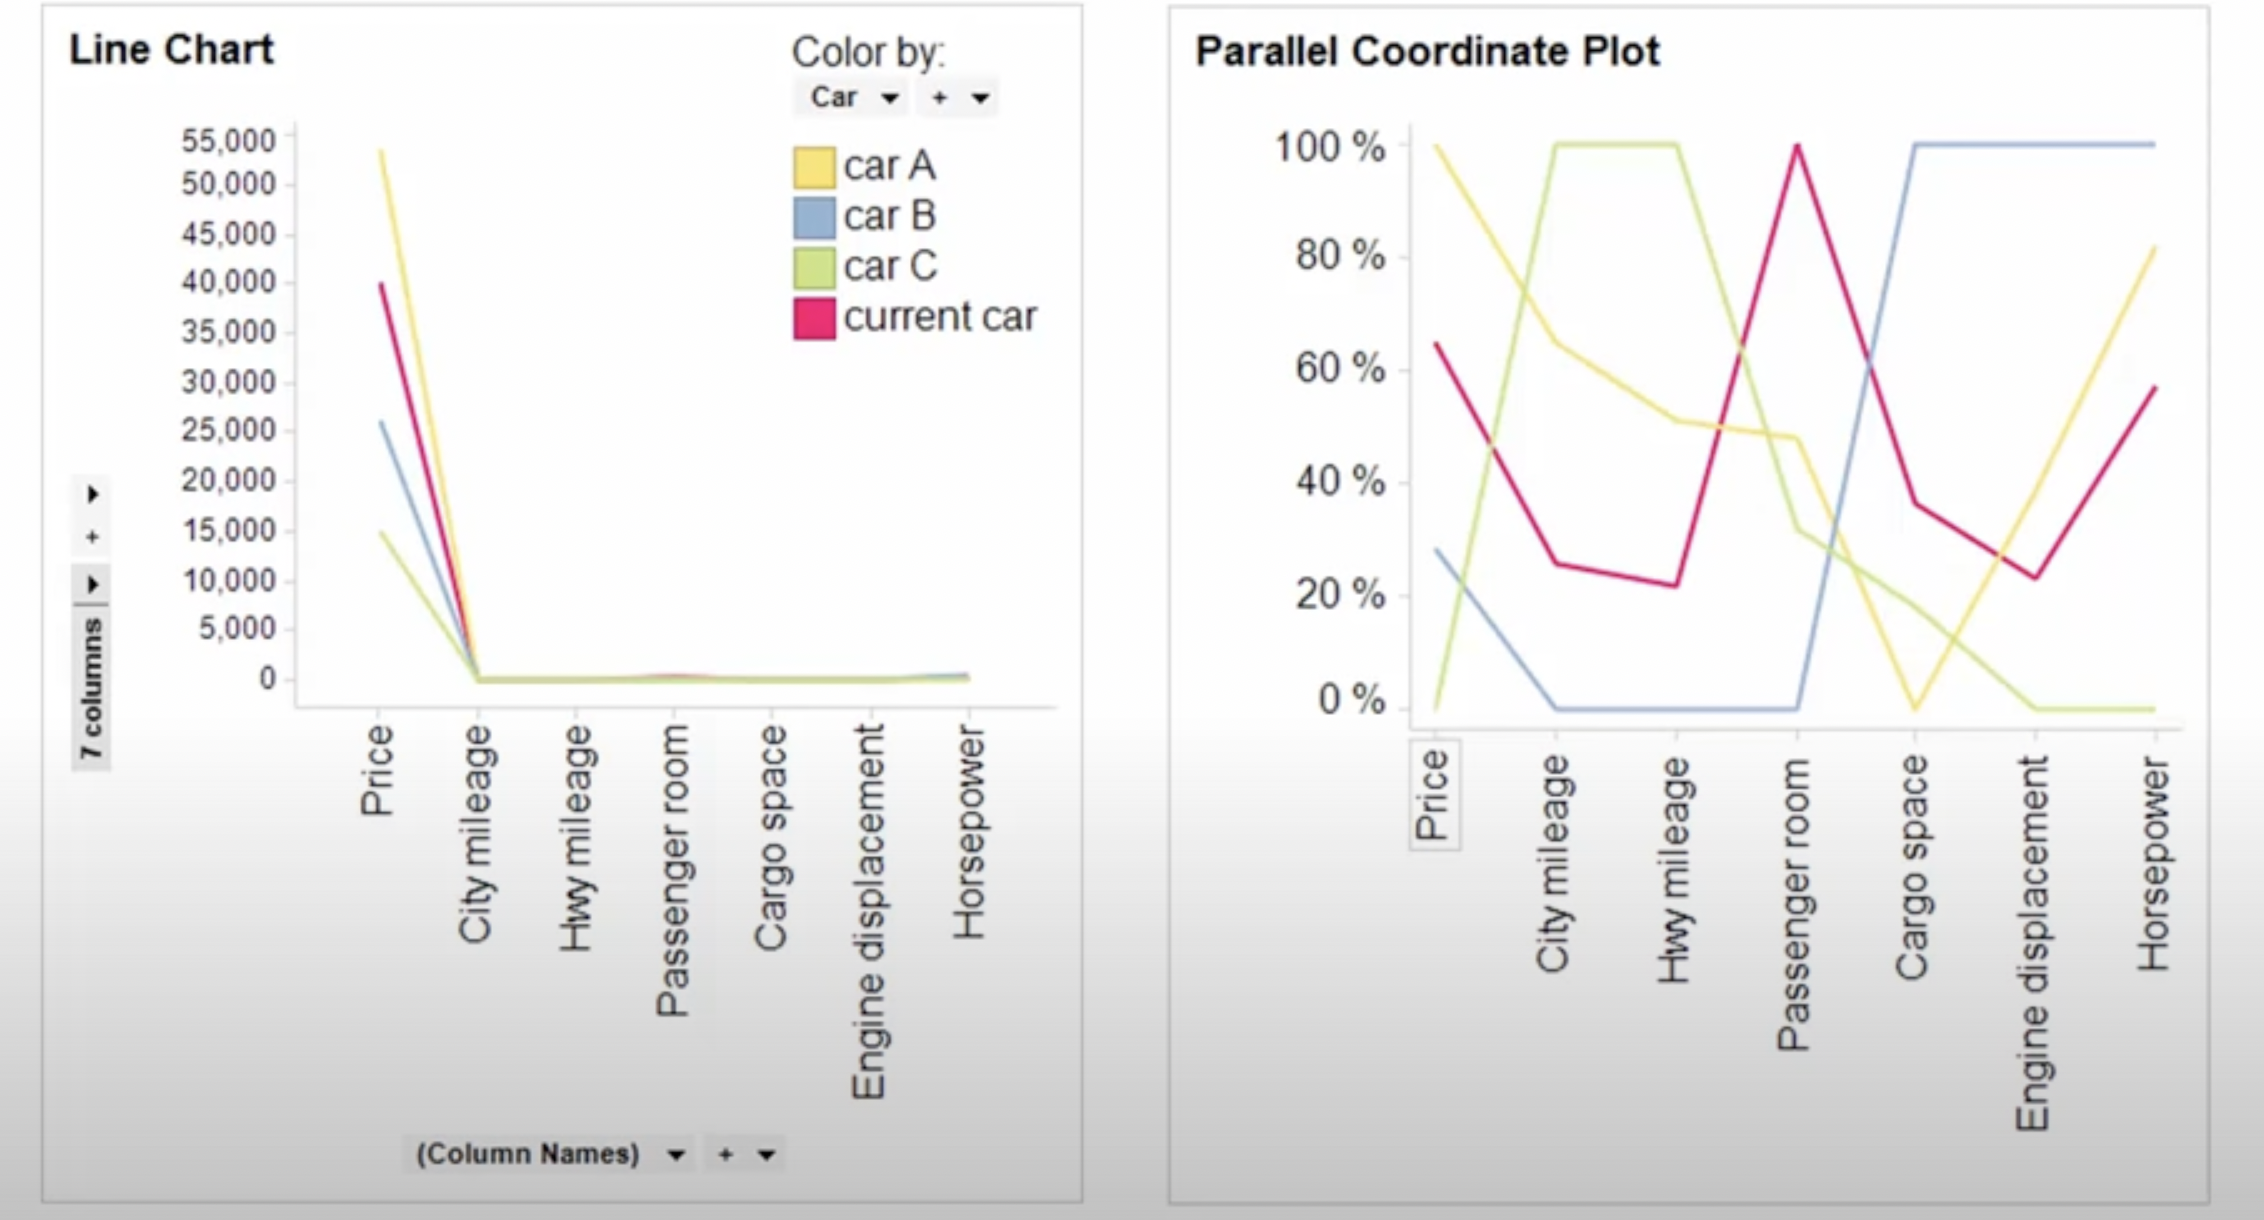 Line Chart
Color by:
Car +
car A
car B
car C
current car
55,000
50,000
45,000
40,000
35,000
30,000
25,000
20,000
15,000
10,000
5,000
0
7 columns +
Price
City mileage
Hwy mileage
Passenger room
Cargo space
Engine displacement
Horsepower
(Column Names) +
Parallel Coordinate Plot
100 %
80 %
60 %
40 %
20 %
0 %
Price
City mileage
Hwy mileage
Passenger room
Cargo space
Engine displacement
Horsepower